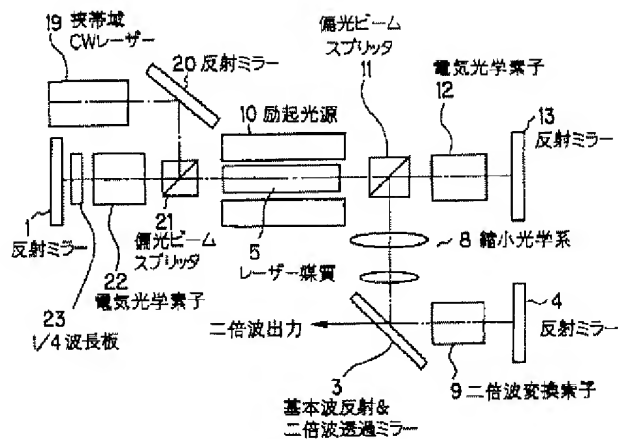 19 狭帯域
CWレーザー
20 反射ミラー
10 励起光源
偏光ビーム
スプリッタ
11
電気光学素子
12
13
反射ミラー
1
反射ミラー
21
偏光ビーム
スプリッタ
5
レーザー媒質
22
電気光学素子
23
1/4 波長板
8 縮小光学系
4
反射ミラー
二倍波出力
3
基本波反射&
二倍波透過ミラー
9 二倍波変換素子